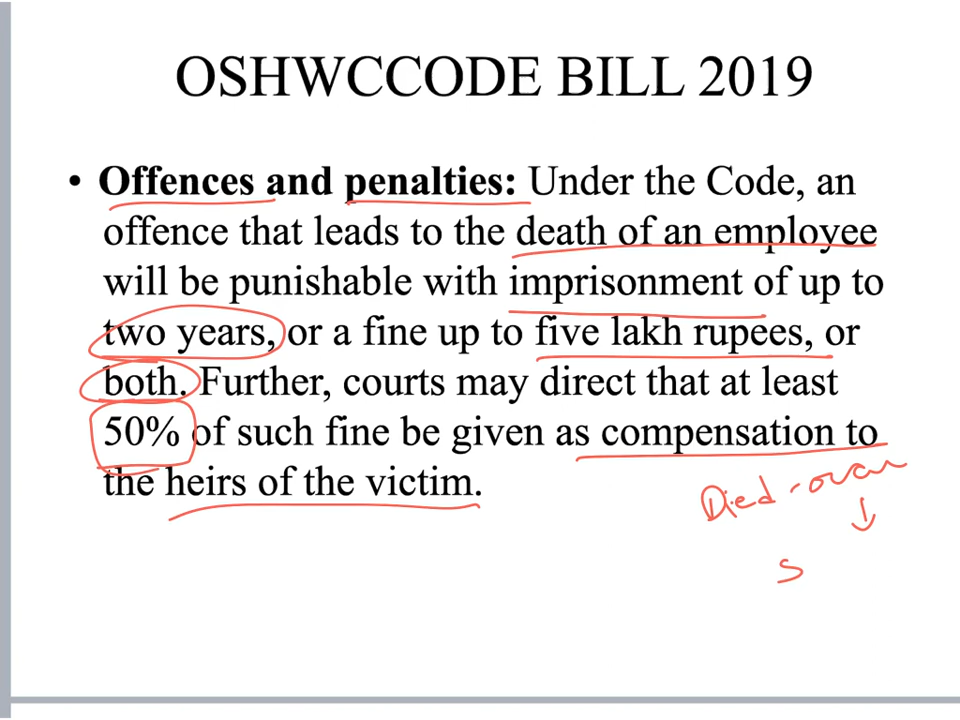 OSHWCCODE BILL 2019
• Offences and penalties: Under the Code, an
offence that leads to the death of an employee
will be punishable with imprisonment of up to
two years, or a fine up to five lakh rupees, or
both. Further, courts may direct that at least
50% of such fine be given as compensation to
the heirs of the victim.
Died
S